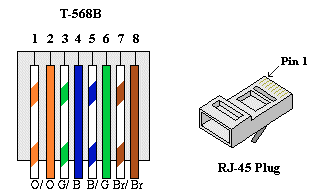 T-568B
1 2 3 4 5 6 7 8
O/ O G/ B B/ G Br/ Br
Pin 1
RJ-45 Plug